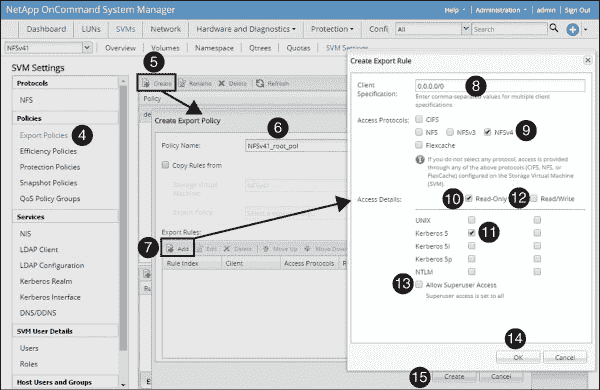 NetApp OnCommand System Manager
Help
Administration
admin
Sign Out
Dashboard
LUNs
SVMs
Network
Hardware and Diagnostics
Protection
Confi
All
Search
NFSv41
Overview
Volumes
Namespace
Qtrees
Quotas
SVM Settings
SVM Settings
Protocols
NFS
Policies
Export Policies
4
Efficiency Policies
Protection Policies
Snapshot Policies
QoS Policy Groups
Services
NIS
LDAP Client
LDAP Configuration
Kerberos Realm
Kerberos Interface
DNS/DDNS
SVM User Details
Users
Roles
Host Users and Groups
5
Create
Rename
Delete
Refresh
Policy
de
Create Export Policy
6
Policy Name:
NFSv41_root_pol
Copy Rules from
Export Policy:
Export Rules:
7
Add
Edit
Delete
Move Up
Move Down
Rule Index
Client
Access Protocols
R
Ru
E
15
Create
Cancel
Create Export Rule
Client Specification:
0.0.0.0/0
8
Enter comma-separated values for multiple client
specifications
Access Protocols:
CIFS
NFS
NFSv3
NFSv4
9
Flexcache
If you do not select any protocol, access is provided
through any of the above protocols (CIFS, NFS, or
FlexCache) configured on the Storage Virtual Machine
(SVM).
Access Details:
10
Read-Only
12
Read/Write
UNIX
Kerberos 5
11
Kerberos 5i
Kerberos 5p
NTLM
13
Allow Superuser Access
Superuser access is set to all
14
OK
Cancel